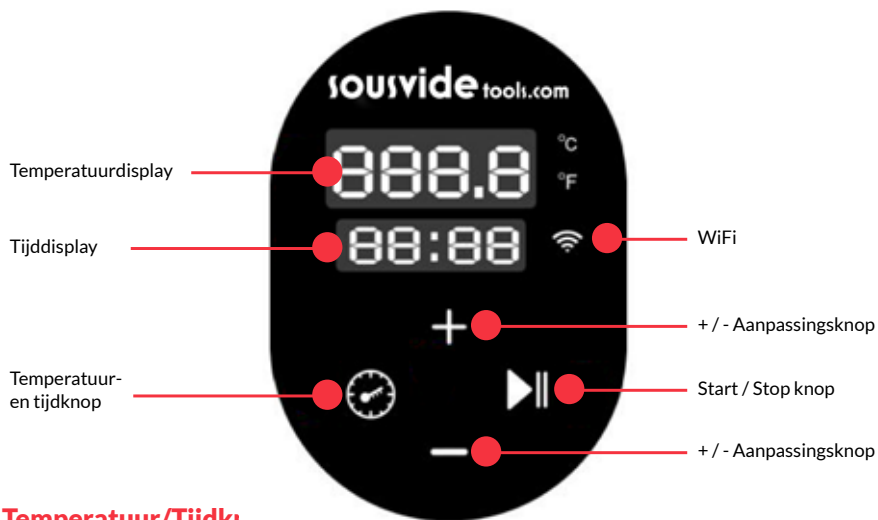 sousvide tools.com
888.8
°C
°F
Temperatuurdisplay
88:88
Tijddisplay
WiFi
+ / - Aanpassingsknop
Temperatuur-
en tijdknop
Start / Stop knop
+ / - Aanpassingsknop